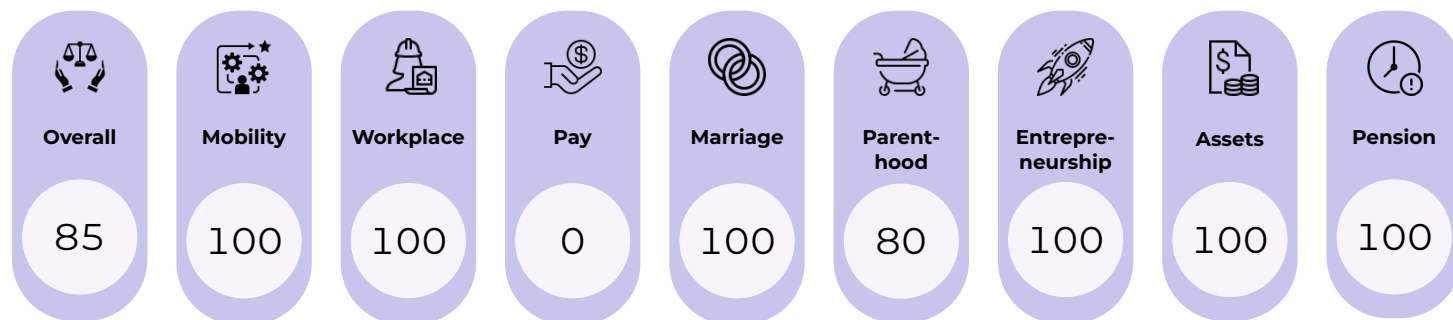 Overall
85
Mobility
100
Workplace
100
$
Pay
0
Marriage
100
Parent-
hood
80
Entrepre-
neurship
100
$
Assets
100
!
Pension
100